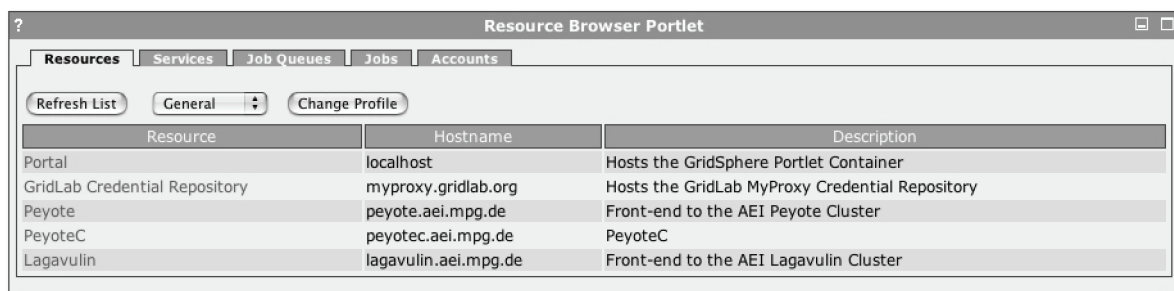 ? Resource Browser Portlet
Resources Services Job Queues Jobs Accounts
Refresh List General Change Profile
Resource Hostname Description
Portal localhost Hosts the GridSphere Portlet Container
GridLab Credential Repository myproxy.gridlab.org Hosts the GridLab MyProxy Credential Repository
Peyote peyote.aei.mpg.de Front-end to the AEI Peyote Cluster
PeyoteC peyotec.aei.mpg.de PeyoteC
Lagavulin lagavulin.aei.mpg.de Front-end to the AEI Lagavulin Cluster